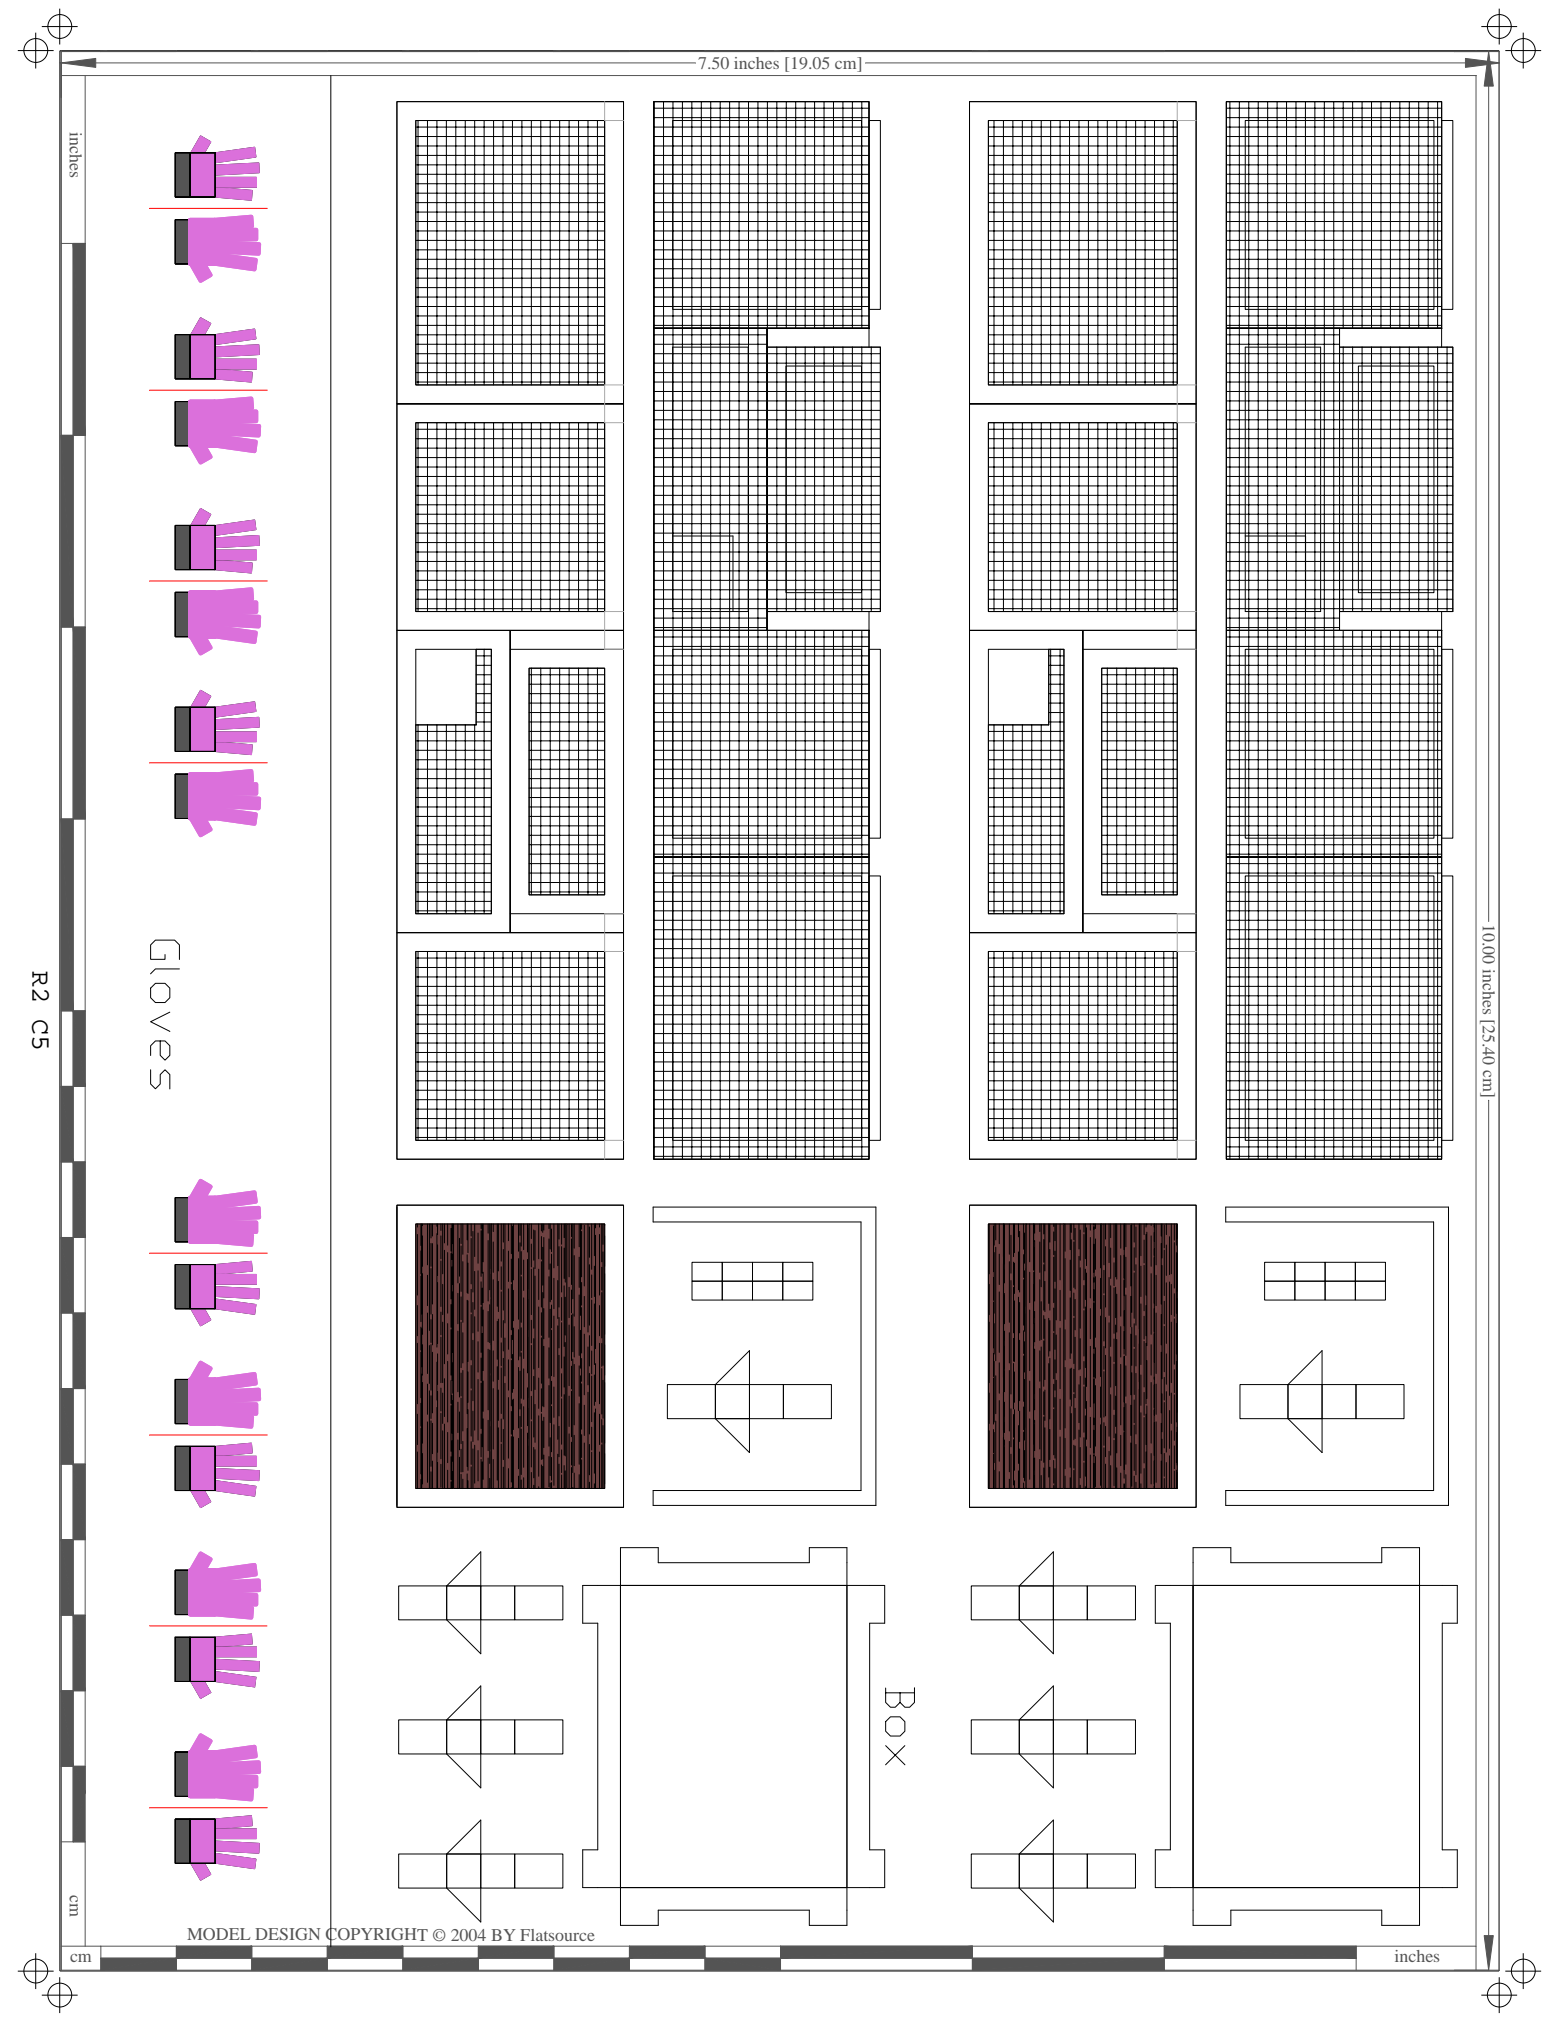 7.50 inches [19.05 cm]
inches
10.00 inches [25.40 cm]
Gloves
R2 C5
Box
cm
MODEL DESIGN COPYRIGHT © 2004 BY Flatsource
cm
inches